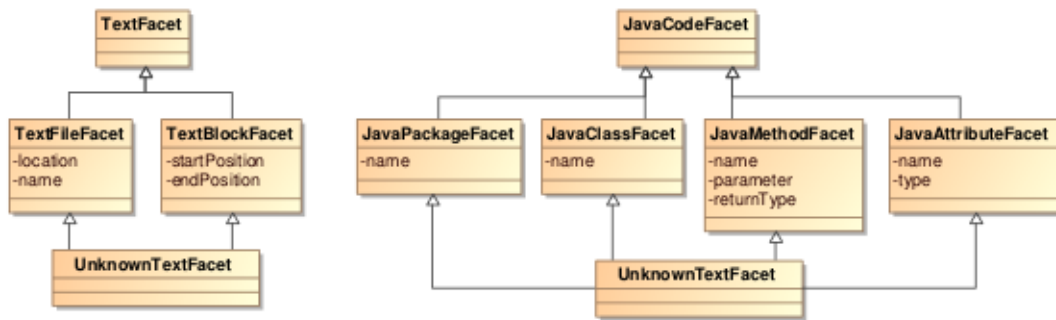 TextFacet
TextFileFacet
-location
-name
TextBlockFacet
-startPosition
-endPosition
UnknownTextFacet
JavaCodeFacet
JavaPackageFacet
-name
JavaClassFacet
-name
JavaMethodFacet
-name
-parameter
-returnType
JavaAttributeFacet
-name
-type
UnknownTextFacet